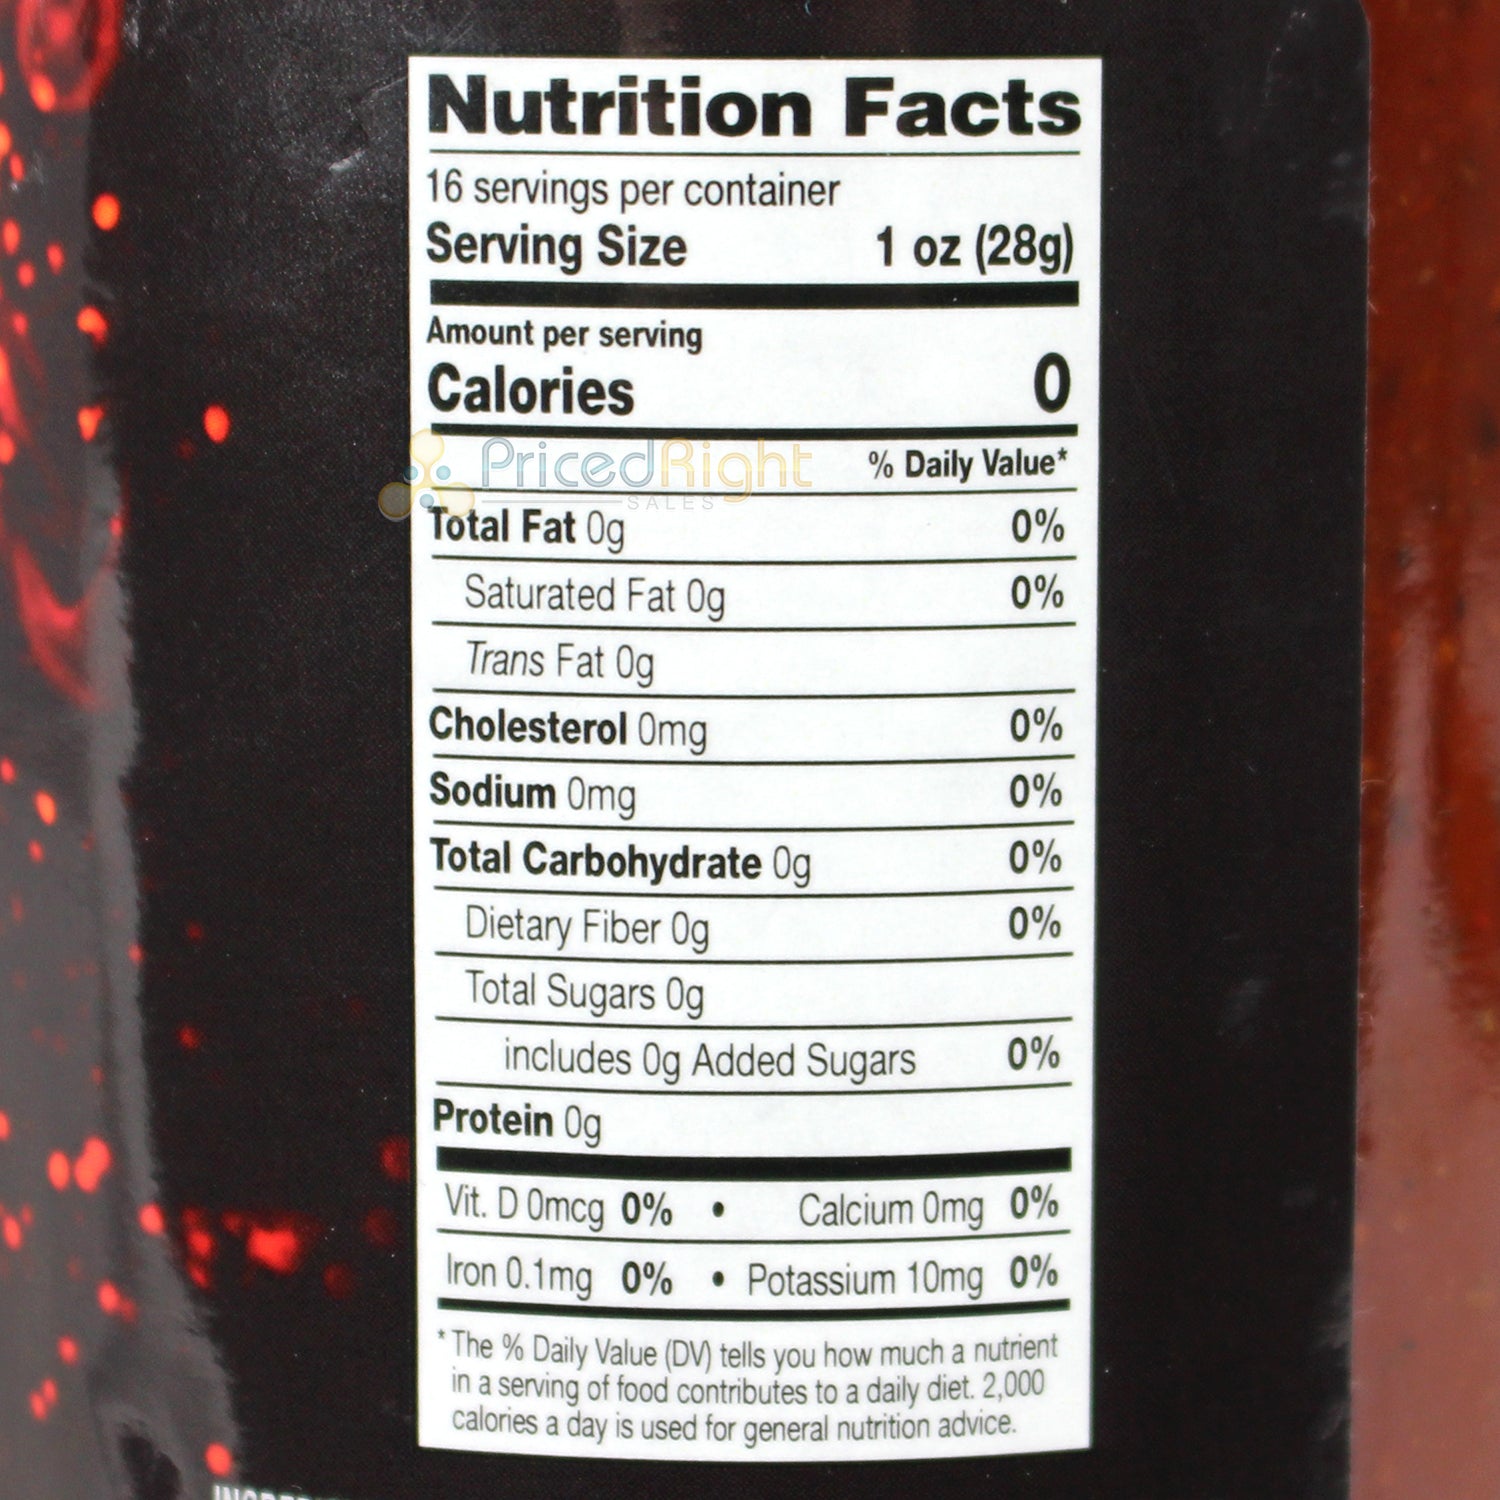 Nutrition Facts
16 servings per container
Serving Size 1 oz (28g)
Amount per serving
Calories 0
PricedRight
SALES
% Daily Value*
Total Fat 0g 0%
Saturated Fat 0g 0%
Trans Fat 0g
Cholesterol 0mg 0%
Sodium 0mg 0%
Total Carbohydrate 0g 0%
Dietary Fiber 0g 0%
Total Sugars 0g
includes 0g Added Sugars 0%
Protein 0g
Vit. D 0mcg 0% • Calcium 0mg 0%
Iron 0.1mg 0% • Potassium 10mg 0%
* The % Daily Value (DV) tells you how much a nutrient
in a serving of food contributes to a daily diet. 2,000
calories a day is used for general nutrition advice.